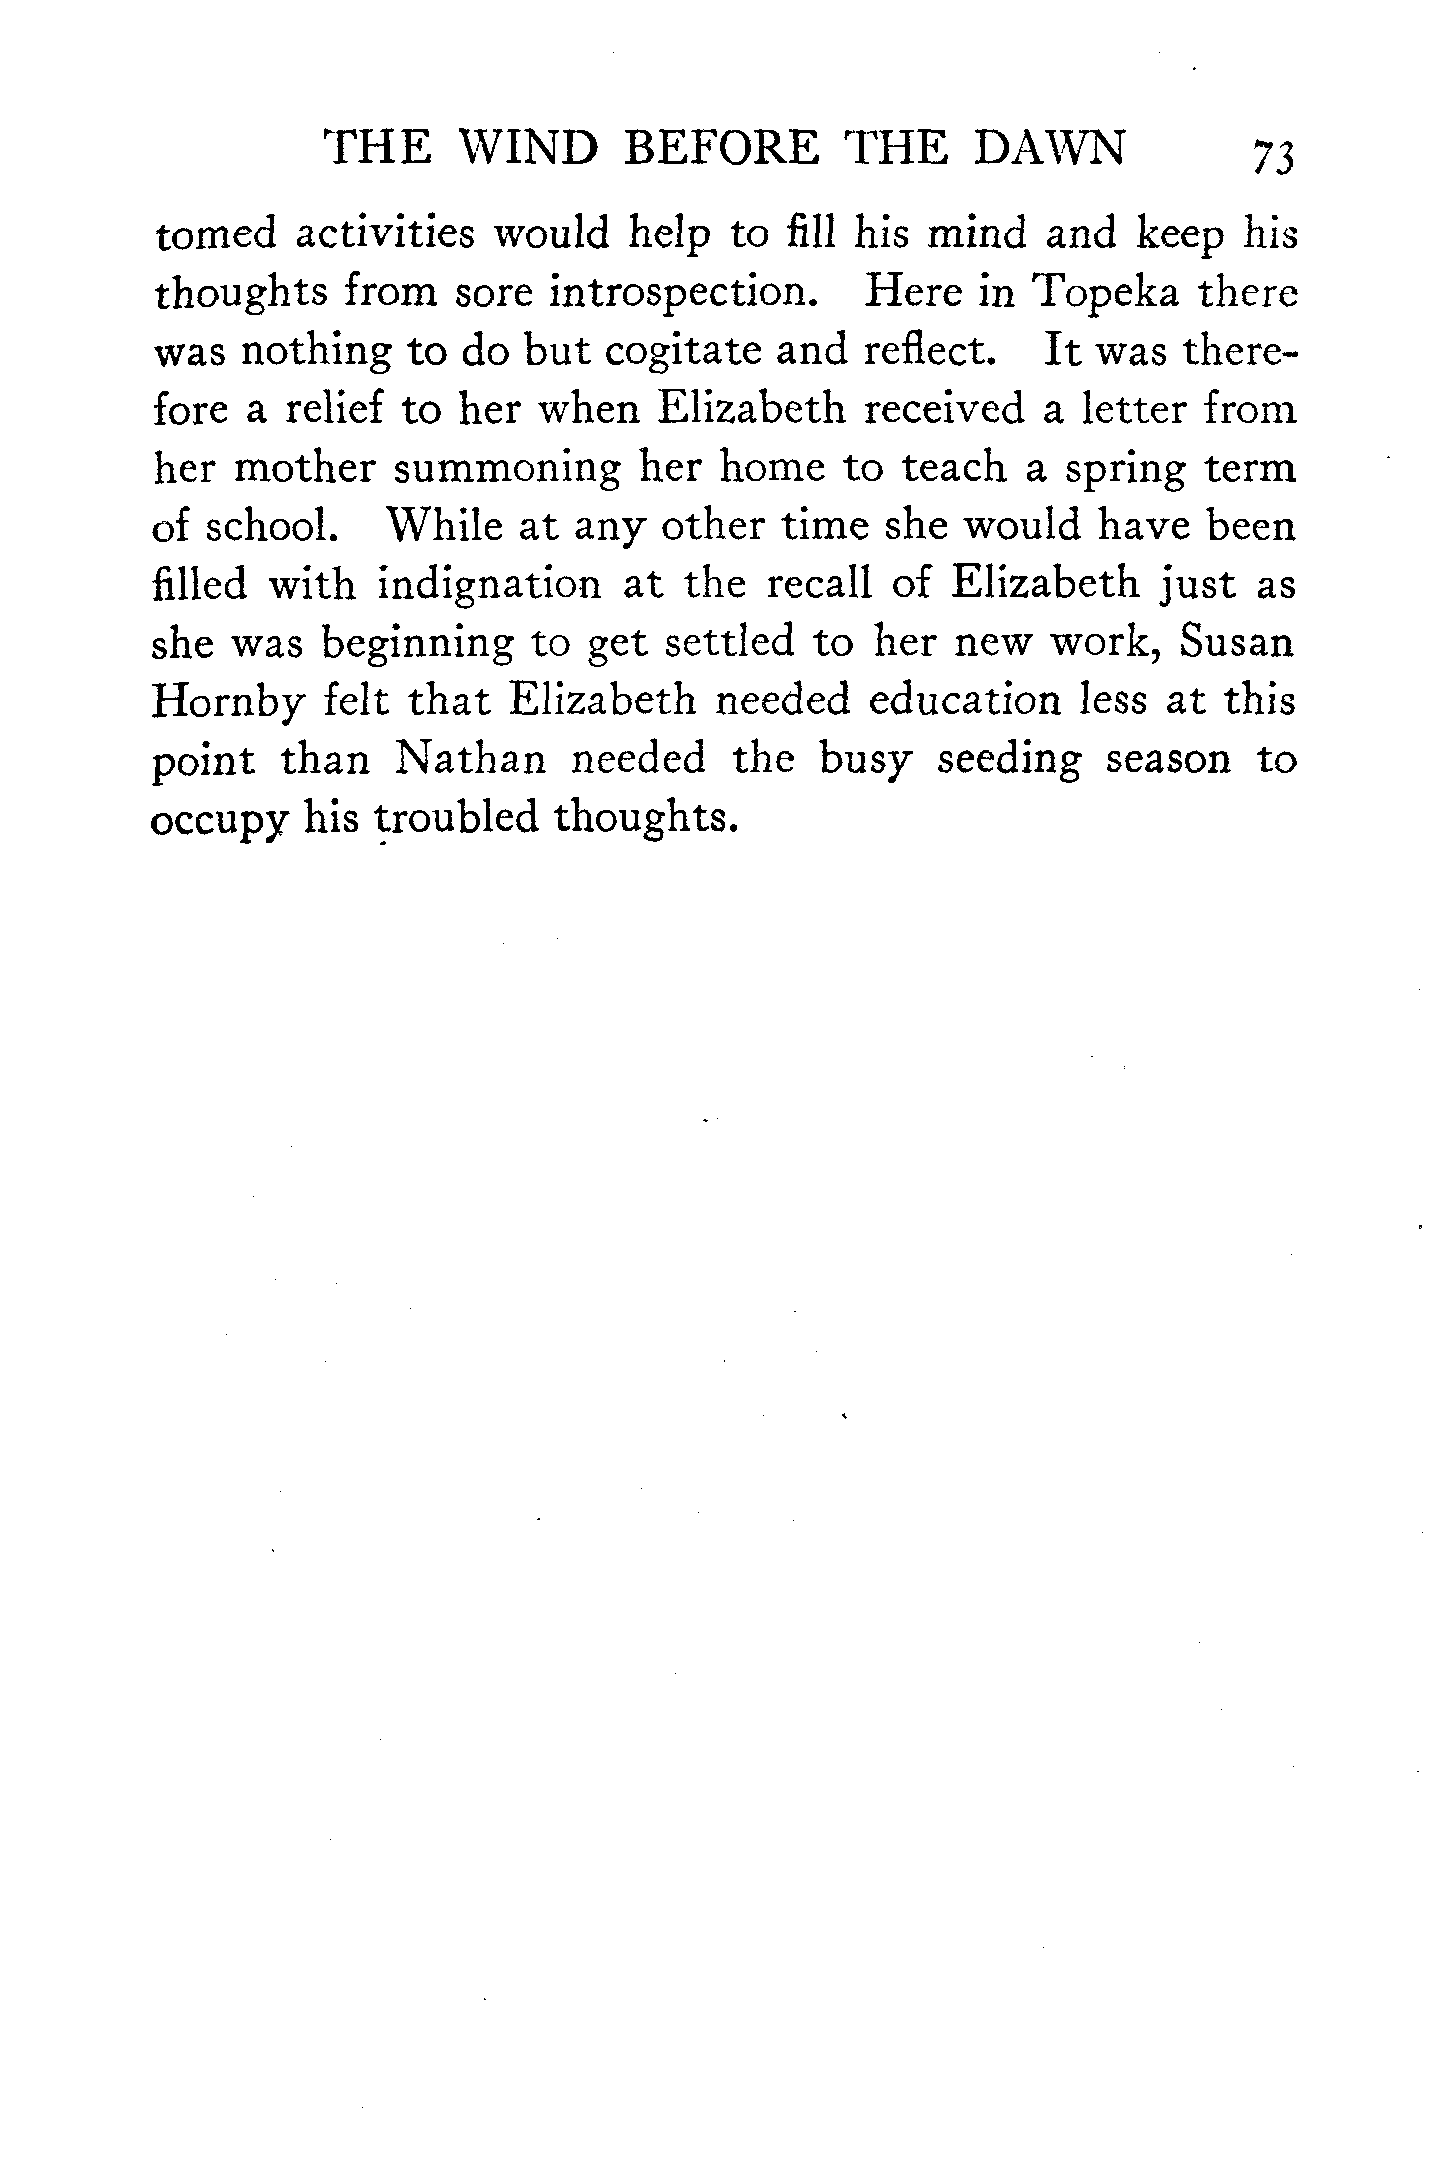 THE WIND BEFORE THE DAWN 73
tomed activities would help to fill his mind and keep his
thoughts from sore introspection. Here in Topeka there
was nothing to do but cogitate and reflect. It was there-
fore a relief to her when Elizabeth received a letter from
her mother summoning her home to teach a spring term
of school. While at any other time she would have been
filled with indignation at the recall of Elizabeth just as
she was beginning to get settled to her new work, Susan
Hornby felt that Elizabeth needed education less at this
point than Nathan needed the busy seeding season to
occupy his troubled thoughts.